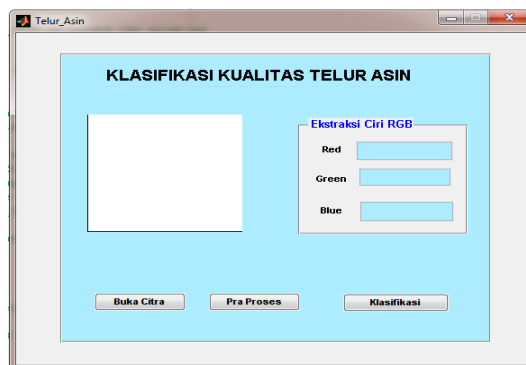 Telur_Asin
KLASIFIKASI KUALITAS TELUR ASIN
Ekstraksi Ciri RGB
Red
Green
Blue
Buka Citra
Pra Proses
Klasifikasi